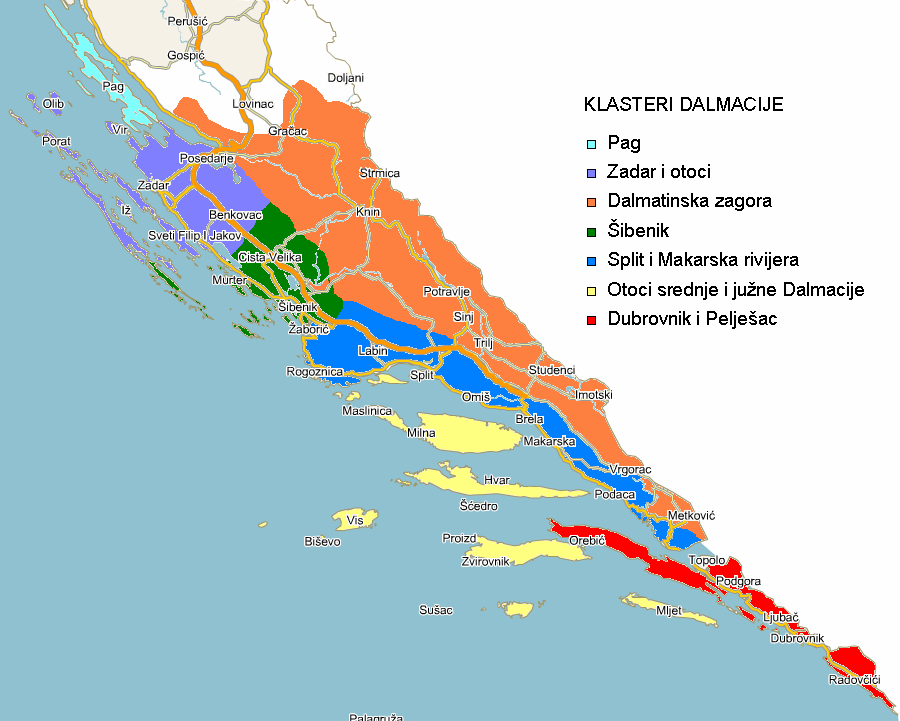 Perušić
Gospić
Doljani
Pag
Lovinac
Olib
Gračac
Vir
Porat
Posedarje
Strmica
Zadar
Iž
Benkovac
Knin
Sveti Filip I Jakov
Cista Velika
Murter
Potravlje
Šibenik
Sinj
Žaborić
Trilj
Labin
Rogoznica
Split
Studenci
Omiš
Imotski
Maslinica
Brela
Milna
Makarska
Vrgorac
Hvar
Podaca
Šćedro
Metković
Vis
Biševo
Proizd
Orebić
Zvirovnik
Topolo
Podgora
Sušac
Mljet
Ljubač
Dubrovnik
Radovčići
Palagruža
KLASTERI DALMACIJE
Pag
Zadar i otoci
Dalmatinska zagora
Šibenik
Split i Makarska rivijera
Otoci srednje i južne Dalmacije
Dubrovnik i Pelješac